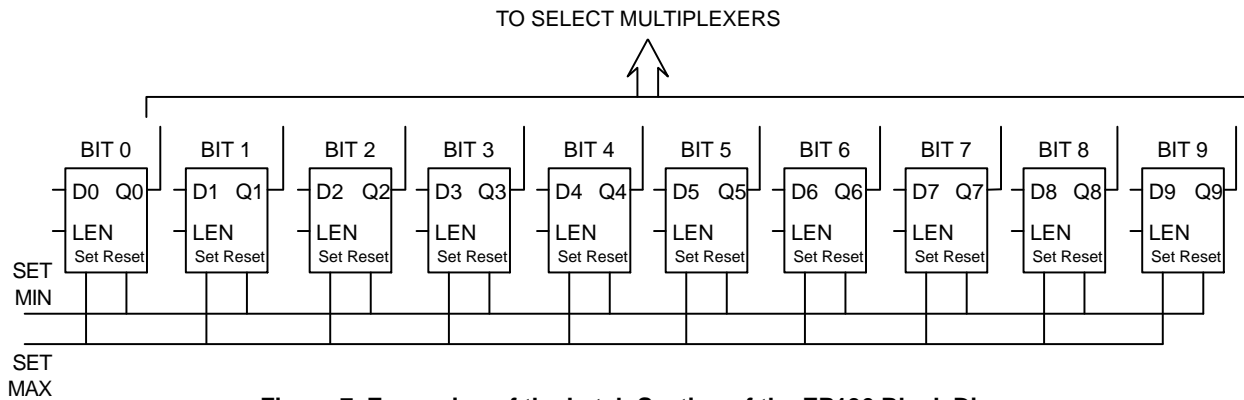 TO SELECT MULTIPLEXERS
BIT 0 BIT 1 BIT 2 BIT 3 BIT 4 BIT 5 BIT 6 BIT 7 BIT 8 BIT 9
D0 Q0 D1 Q1 D2 Q2 D3 Q3 D4 Q4 D5 Q5 D6 Q6 D7 Q7 D8 Q8 D9 Q9
LEN LEN LEN LEN LEN LEN LEN LEN LEN LEN
Set Reset Set Reset Set Reset Set Reset Set Reset Set Reset Set Reset Set Reset Set Reset Set Reset
SET
MIN
SET
MAX